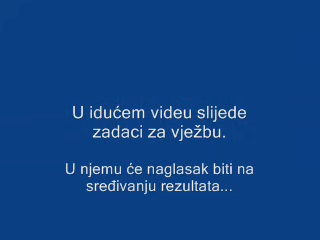 U idućem videu slijede
zadaci za vježbu.
U njemu će naglasak biti na
sređivanju rezultata...